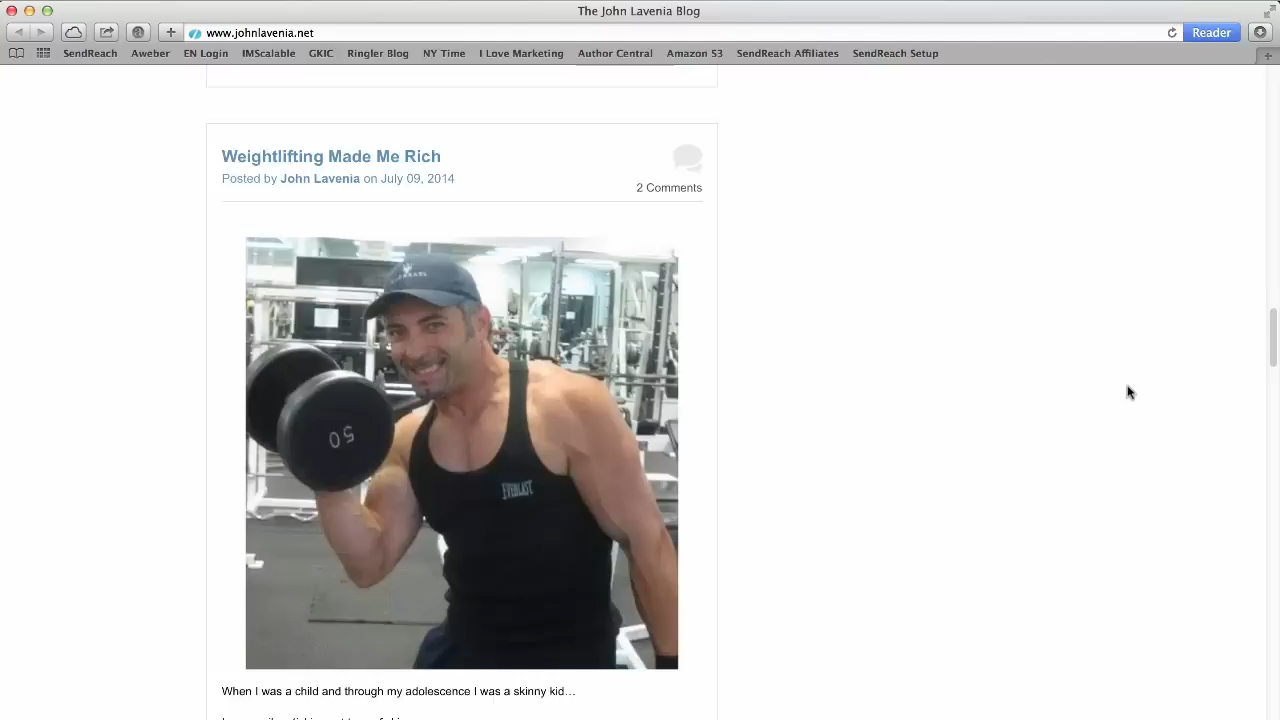 The John Lavenia Blog
www.johnlavenia.net
Reader
SendReach Aweber EN Login IMScalable GKIC Ringler Blog NY Time I Love Marketing Author Central Amazon S3 SendReach Affiliates SendReach Setup
Weightlifting Made Me Rich
Posted by John Lavenia on July 09, 2014
2 Comments
50
EVERLAST
When I was a child and through my adolescence I was a skinny kid…